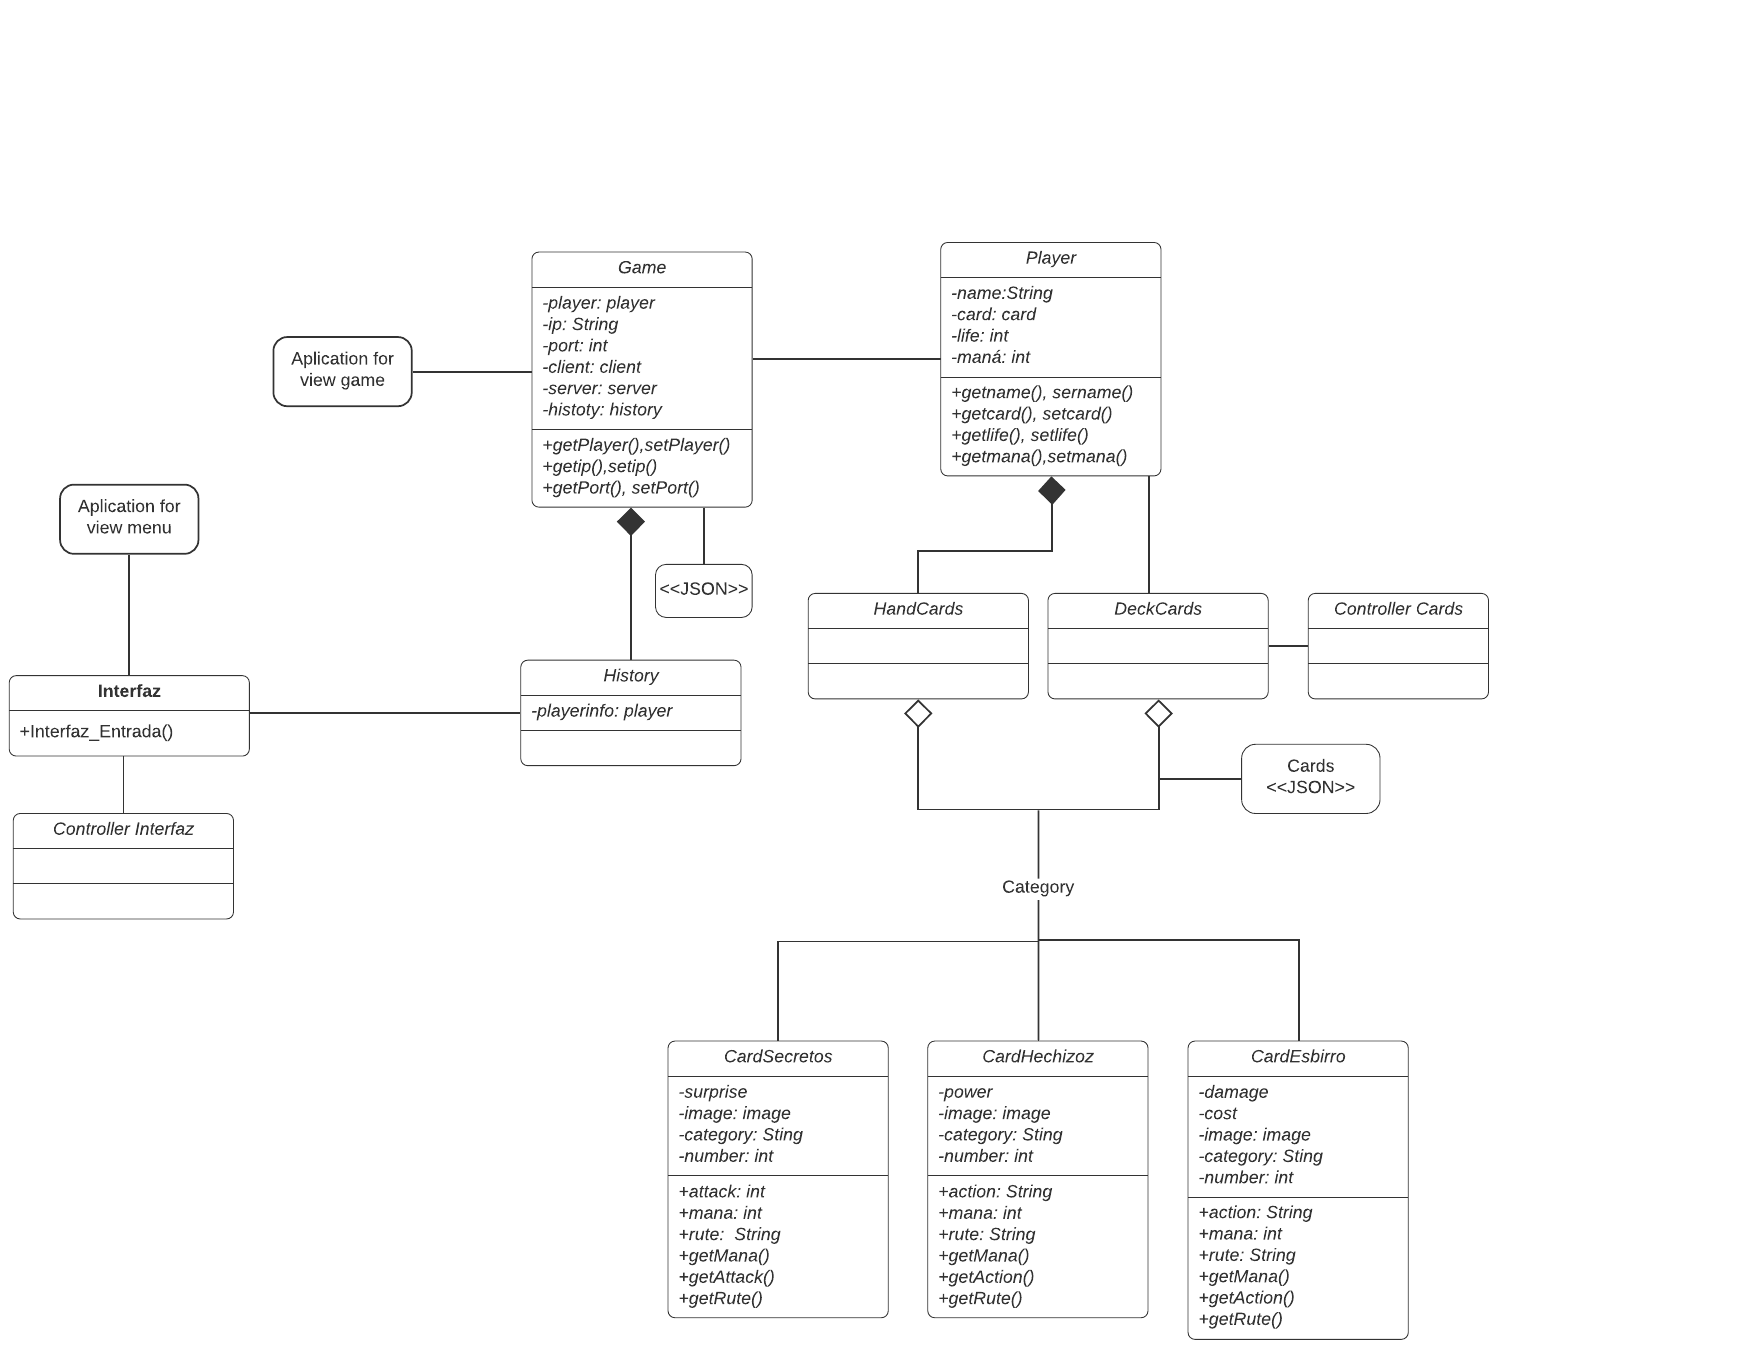 Game
-player: player
-ip: String
-port: int
-client: client
-server: server
-histoty: history
+getPlayer(),setPlayer()
+getip(),setip()
+getPort(), setPort()
Player
-name:String
-card: card
-life: int
-maná: int
+getname(), sername()
+getcard(), setcard()
+getlife(), setlife()
+getmana(),setmana()
Aplication for
view game
Aplication for
view menu
<<JSON>>
HandCards
DeckCards
Controller Cards
Interfaz
+Interfaz_Entrada()
History
-playerinfo: player
Cards
<<JSON>>
Controller Interfaz
Category
CardSecretos
-surprise
-image: image
-category: Sting
-number: int
+attack: int
+mana: int
+rute:  String
+getMana()
+getAttack()
+getRute()
CardHechizoz
-power
-image: image
-category: Sting
-number: int
+action: String
+mana: int
+rute: String
+getMana()
+getAction()
+getRute()
CardEsbirro
-damage
-cost
-image: image
-category: Sting
-number: int
+action: String
+mana: int
+rute: String
+getMana()
+getAction()
+getRute()